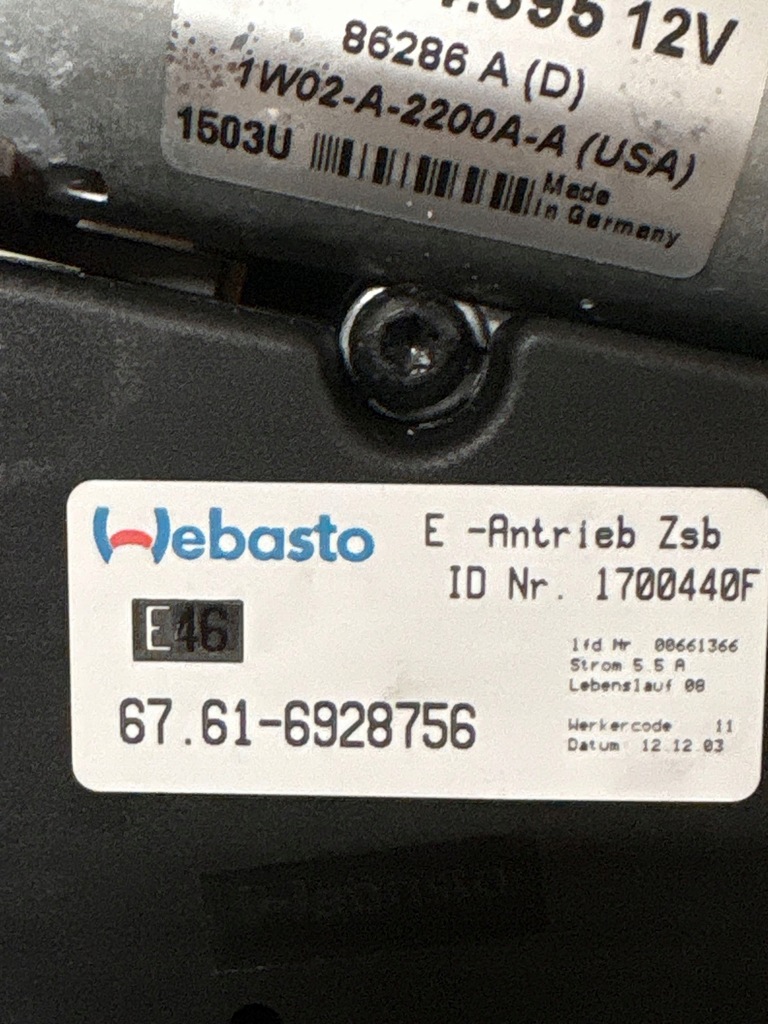 .395 12V
86286 A (D)
1W02-A-2200A-A (USA)
1503U
Made
in Germany
Webasto
E -Antrieb Zsb
ID Nr. 1700440F
E46
lfd Nr 00661366
Strom 5.5 A
Lebenslauf 08
67.61-6928756
Werkercode 11
Datum 12.12.03